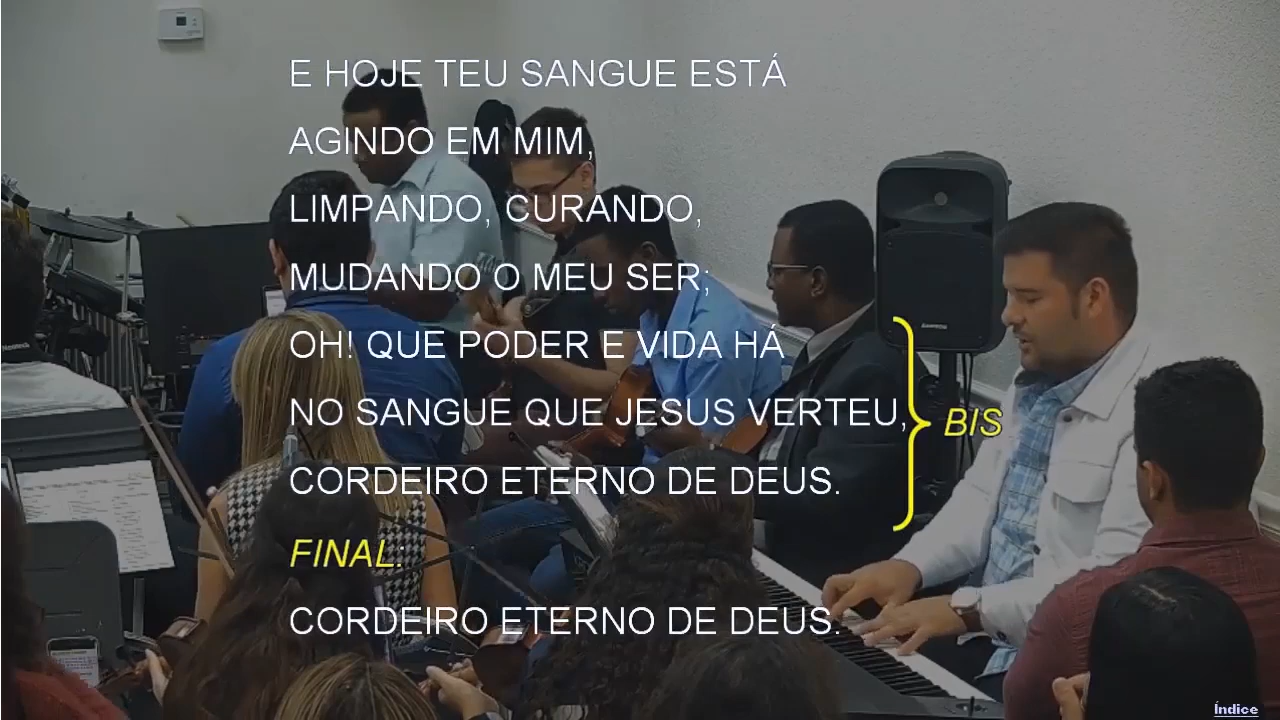 E HOJE TEU SANGUE ESTÁ
AGINDO EM MIM,
LIMPANDO, CURANDO,
MUDANDO O MEU SER;
OH! QUE PODER E VIDA HÁ
NO SANGUE QUE JESUS VERTEU,
CORDEIRO ETERNO DE DEUS.
BIS
FINAL:
CORDEIRO ETERNO DE DEUS.
SAMSON
Índice